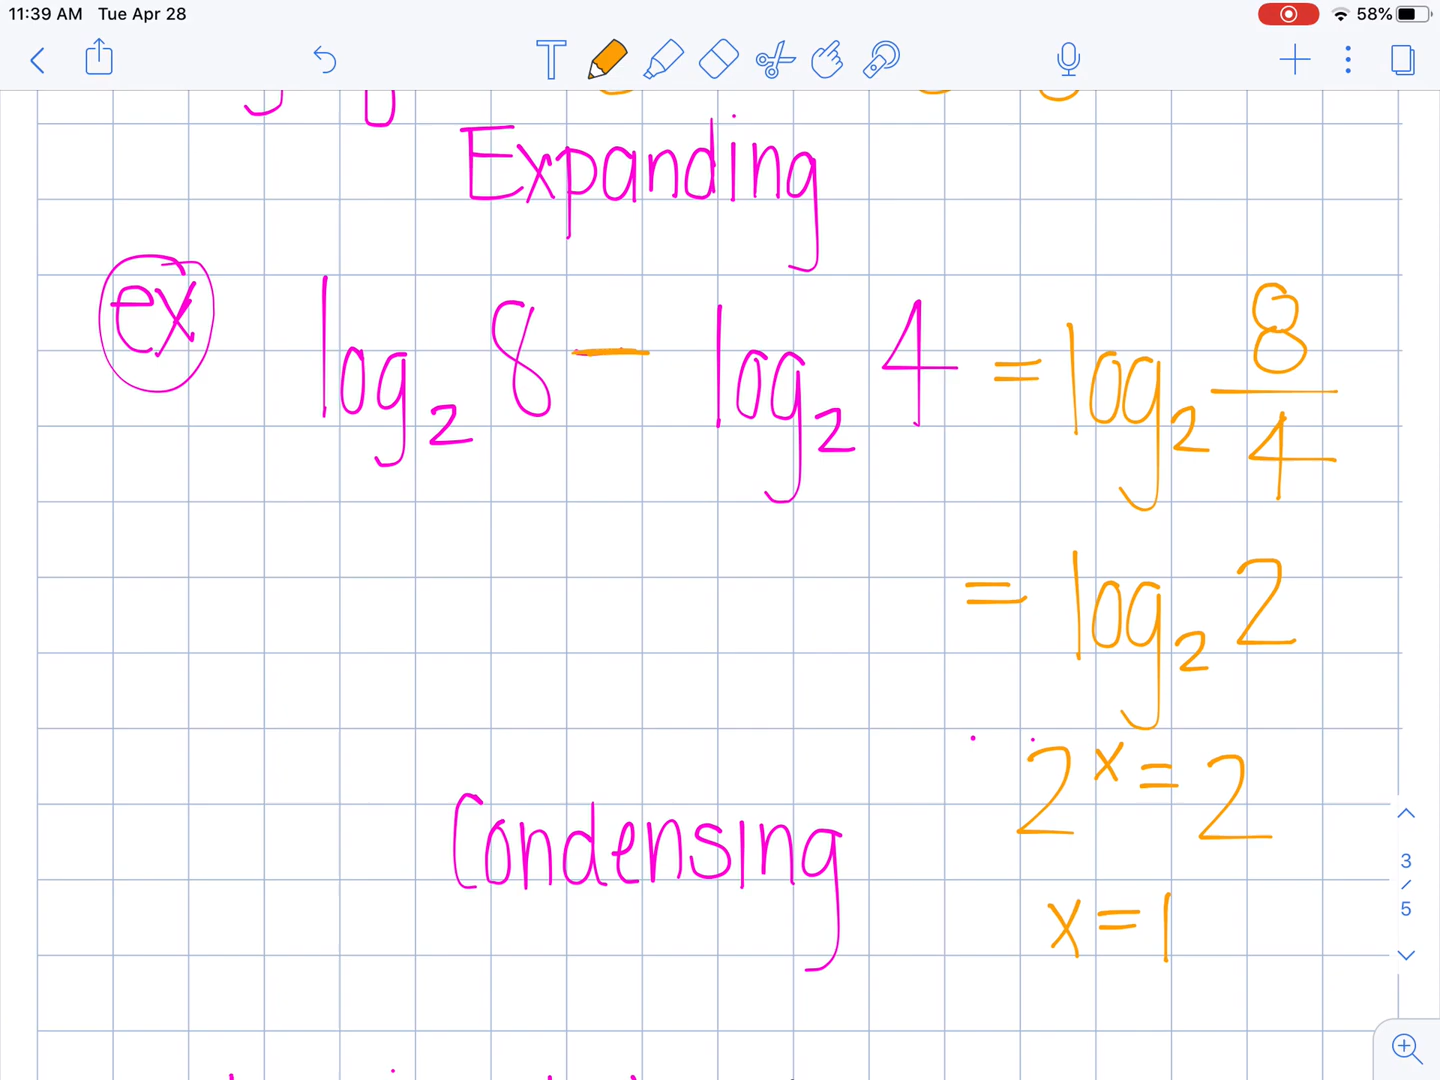 11:39 AM Tue Apr 28 58%
T
Expanding
ex log₂ 8 − log₂ 4 = log₂ 8/4
= log₂ 2
2ˣ = 2
Condensing
x = 1
3
/
5